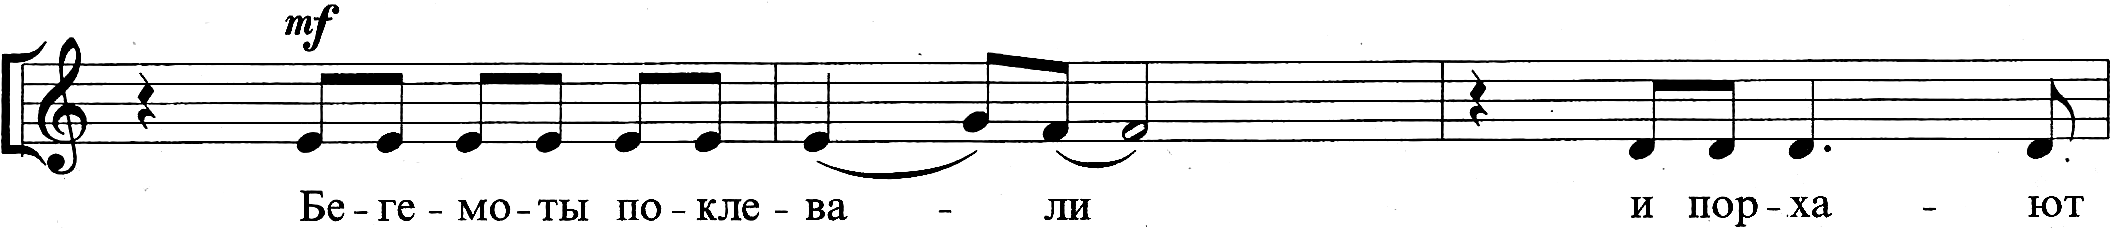 mf
Бе - ге - мо - ты по - кле - ва - ли и пор - ха - ют